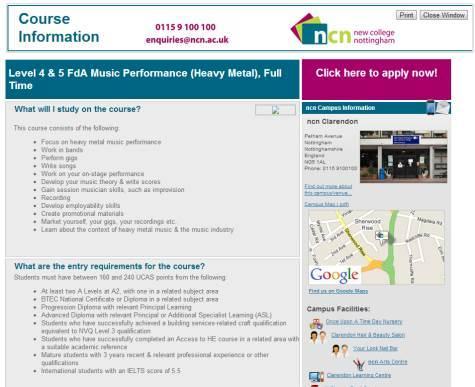 Course
Information
0115 9 100 100
enquiries@ncn.ac.uk
ncn new college
nottingham
Print Close Window
Level 4 & 5 FdA Music Performance (Heavy Metal), Full
Time
Click here to apply now!
What will I study on the course?
This course consists of the following:
Focus on heavy metal music performance
Work in bands
Perform gigs
Write songs
Work on your on-stage performance
Develop your music theory & write scores
Gain session musician skills, such as improvision
Recording
Develop employability skills
Create promotional materials
Market yourself, your gigs, your recordings etc..
Learn about the context of heavy metal music & the music industry
What are the entry requirements for the course?
Students must have between 160 and 240 UCAS points from the following:
At least two A Levels at A2, with one in a related subject area
BTEC National Certificate or Diploma in a related subject area
Progression Diploma with relevant Principal Learning
Advanced Diploma with relevant Principal or Additional Specialist Learning (ASL)
Students who have successfully achieved a building services-related craft qualification
equivalent to NVQ Level 3 qualification
Students who have successfully completed an Access to HE course in a related area with
a suitable academic reference
Mature students with 3 years recent & relevant professional experience or other
qualifications
International students with an IELTS score of 5.5
ncn Campus Information
ncn Clarendon
Pelham Avenue
Nottingham
Nottinghamshire
England
NG5 1AL
Phone: 0115 9100100
Find out more about
this campus/venue...
Campus Map (.pdf)
Sherwood
Rise
Google
Find us on Google Maps
Campus Facilities:
Once Upon A Time Day Nursery
Clarendon Hair & Beauty Salon
Your Look Nail Bar
ncn Arts Centre
Clarendon Learning Centre